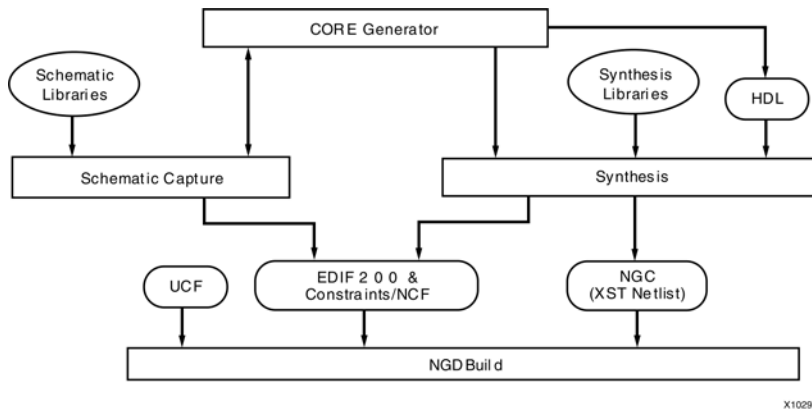 CORE Generator
Schematic
Libraries
Synthesis
Libraries
HDL
Schematic Capture
Synthesis
UCF
EDIF 2 0 0 &
Constraints/NCF
NGC
(XST Netlist)
NGDBuild
X1029